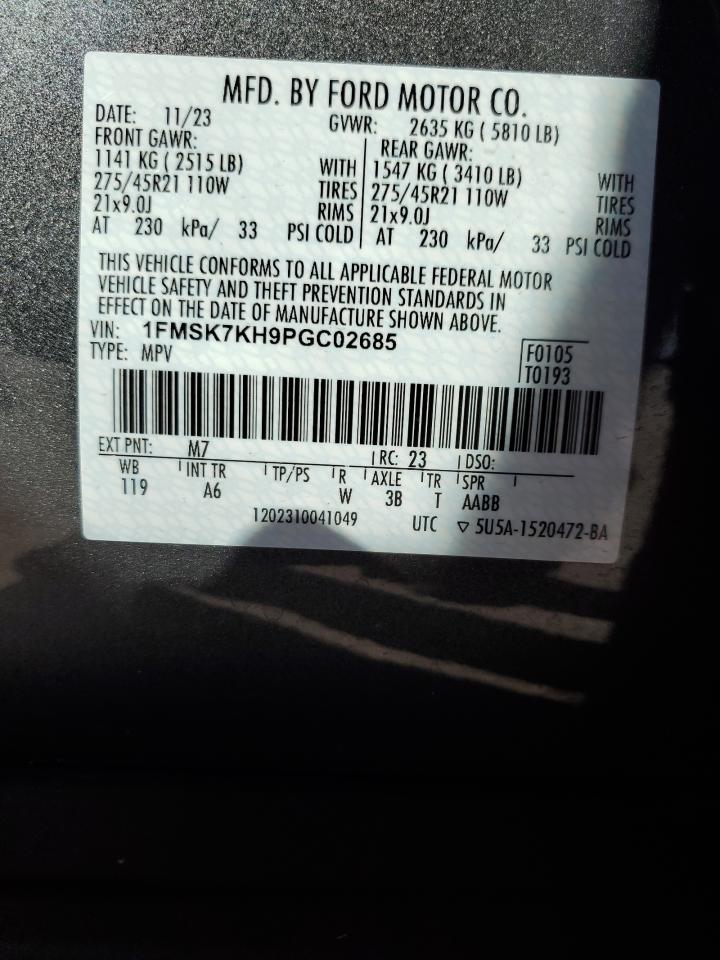 MFD. BY FORD MOTOR CO.
DATE: 11/23
GVWR: 2635 KG ( 5810 LB)
FRONT GAWR:
1141 KG ( 2515 LB) WITH
275/45R21 110W TIRES
21x9.0J RIMS
AT 230 kPa/ 33 PSI COLD
REAR GAWR:
1547 KG ( 3410 LB) WITH
275/45R21 110W TIRES
21x9.0J RIMS
AT 230 kPa/ 33 PSI COLD
THIS VEHICLE CONFORMS TO ALL APPLICABLE FEDERAL MOTOR
VEHICLE SAFETY AND THEFT PREVENTION STANDARDS IN
EFFECT ON THE DATE OF MANUFACTURE SHOWN ABOVE.
VIN: 1FMSK7KH9PGC02685
TYPE: MPV
F0105
T0193
EXT PNT: M7 RC: 23 DSO:
WB INT TR TP/PS R AXLE TR SPR
119 A6 W 3B T AABB
1202310041049 UTC ▽ 5U5A-1520472-BA